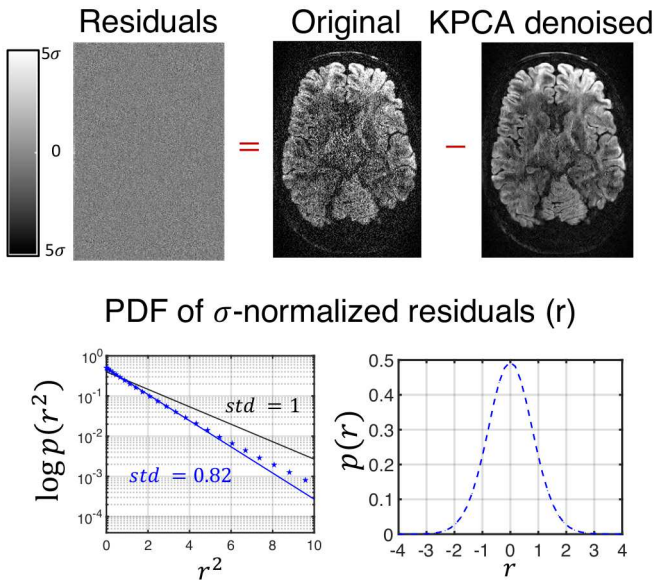 Residuals
Original
KPCA denoised
5σ
0
5σ
=
−
PDF of σ-normalized residuals (r)
log p(r²)
10⁰
10⁻¹
10⁻²
10⁻³
10⁻⁴
std = 1
std = 0.82
0 2 4 6 8 10
r²
p(r)
0.5
0.4
0.3
0.2
0.1
0
-4 -3 -2 -1 0 1 2 3 4
r